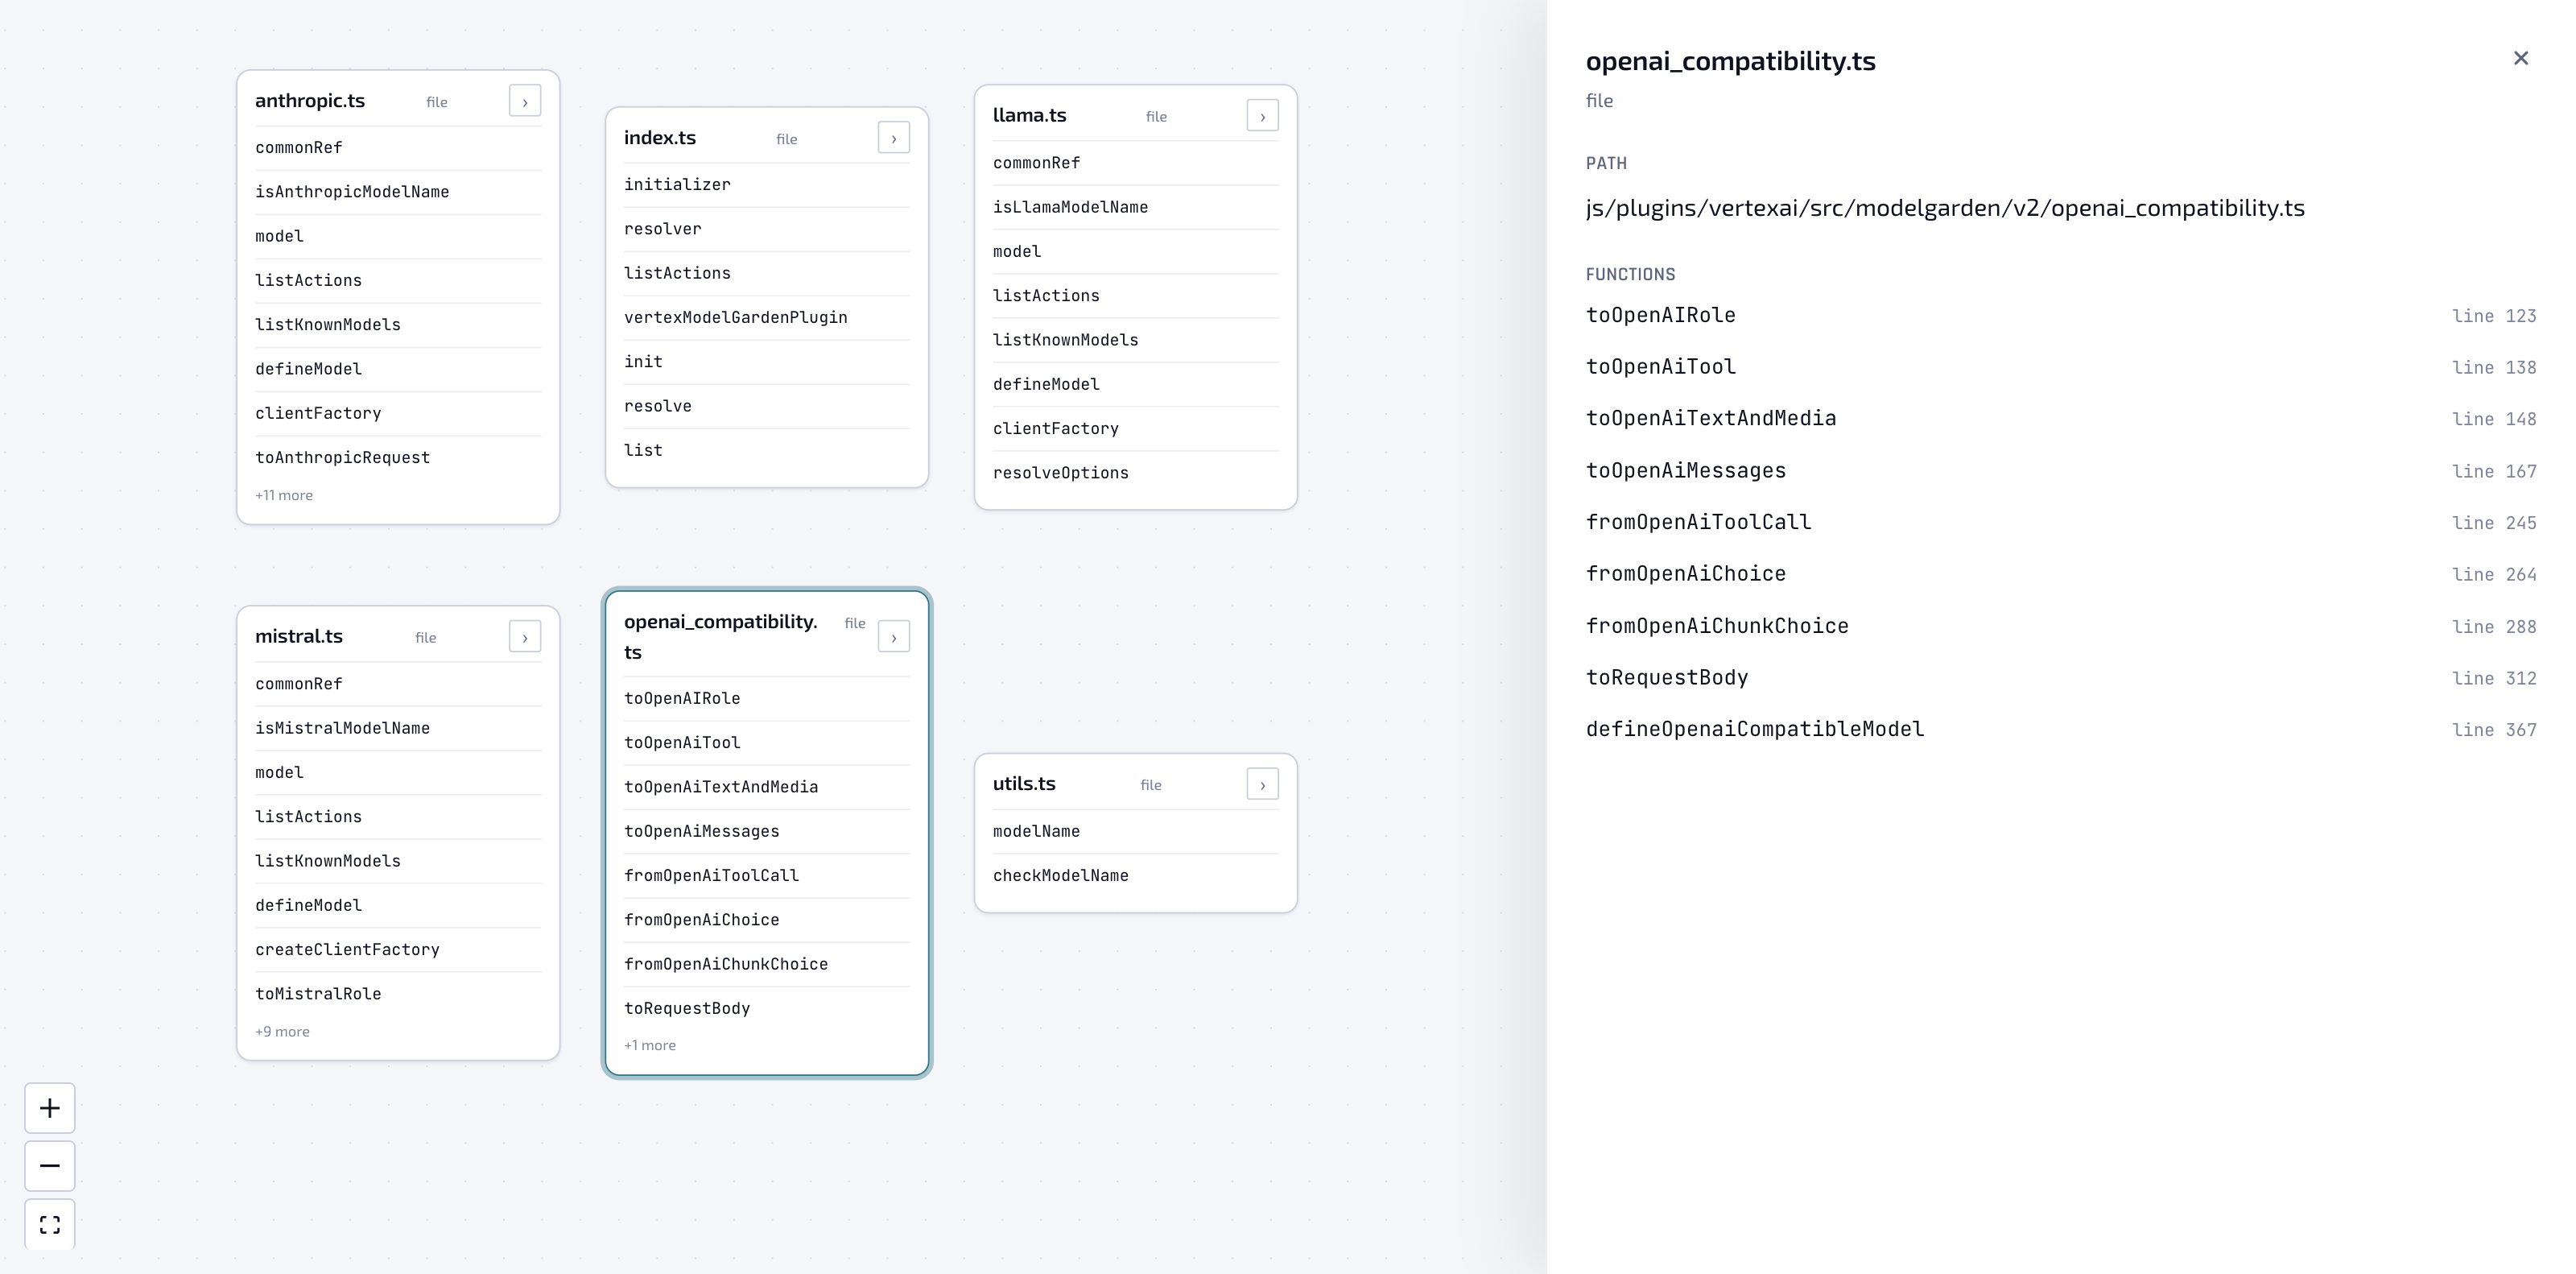 anthropic.ts file ›
commonRef
isAnthropicModelName
model
listActions
listKnownModels
defineModel
clientFactory
toAnthropicRequest
+11 more
index.ts file ›
initializer
resolver
listActions
vertexModelGardenPlugin
init
resolve
list
llama.ts file ›
commonRef
isLlamaModelName
model
listActions
listKnownModels
defineModel
clientFactory
resolveOptions
mistral.ts file ›
commonRef
isMistralModelName
model
listActions
listKnownModels
defineModel
createClientFactory
toMistralRole
+9 more
openai_compatibility. file ›
ts
toOpenAIRole
toOpenAiTool
toOpenAiTextAndMedia
toOpenAiMessages
fromOpenAiToolCall
fromOpenAiChoice
fromOpenAiChunkChoice
toRequestBody
+1 more
utils.ts file ›
modelName
checkModelName
openai_compatibility.ts
file
PATH
js/plugins/vertexai/src/modelgarden/v2/openai_compatibility.ts
FUNCTIONS
toOpenAIRole line 123
toOpenAiTool line 138
toOpenAiTextAndMedia line 148
toOpenAiMessages line 167
fromOpenAiToolCall line 245
fromOpenAiChoice line 264
fromOpenAiChunkChoice line 288
toRequestBody line 312
defineOpenaiCompatibleModel line 367